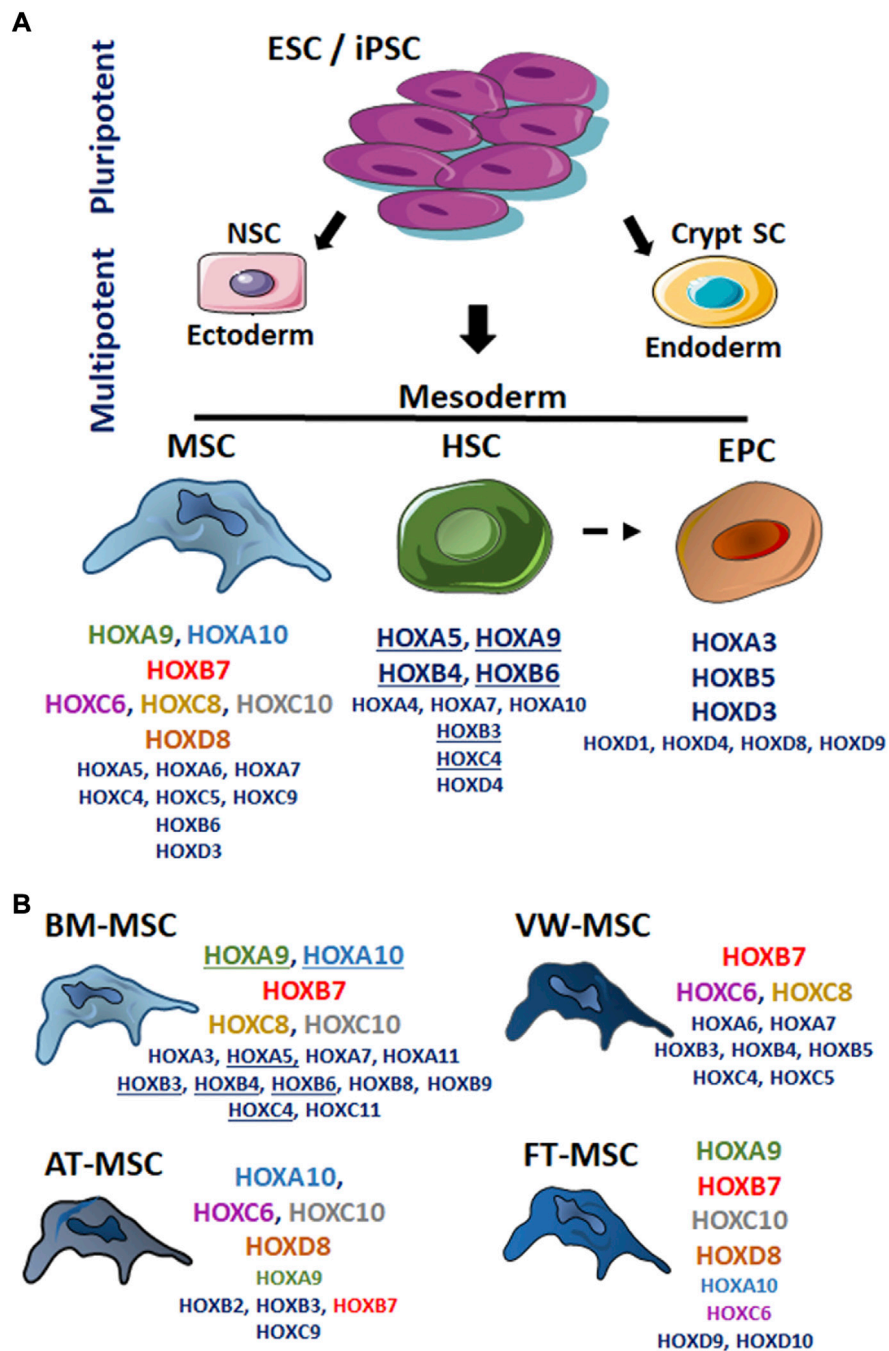 A
ESC / iPSC
Pluripotent
NSC
Crypt SC
Multipotent
Ectoderm
Endoderm
Mesoderm
MSC
HSC
EPC
HOXA9, HOXA10
HOXB7
HOXC6, HOXC8, HOXC10
HOXD8
HOXA5, HOXA6, HOXA7
HOXC4, HOXC5, HOXC9
HOXB6
HOXD3
HOXA5, HOXA9
HOXB4, HOXB6
HOXA4, HOXA7, HOXA10
HOXB3
HOXC4
HOXD4
HOXA3
HOXB5
HOXD3
HOXD1, HOXD4, HOXD8, HOXD9
B
BM-MSC
HOXA9, HOXA10
HOXB7
HOXC8, HOXC10
HOXA3, HOXA5, HOXA7, HOXA11
HOXB3, HOXB4, HOXB6, HOXB8, HOXB9
HOXC4, HOXC11
VW-MSC
HOXB7
HOXC6, HOXC8
HOXA6, HOXA7
HOXB3, HOXB4, HOXB5
HOXC4, HOXC5
AT-MSC
HOXA10,
HOXC6, HOXC10
HOXD8
HOXA9
HOXB2, HOXB3, HOXB7
HOXC9
FT-MSC
HOXA9
HOXB7
HOXC10
HOXD8
HOXA10
HOXC6
HOXD9, HOXD10